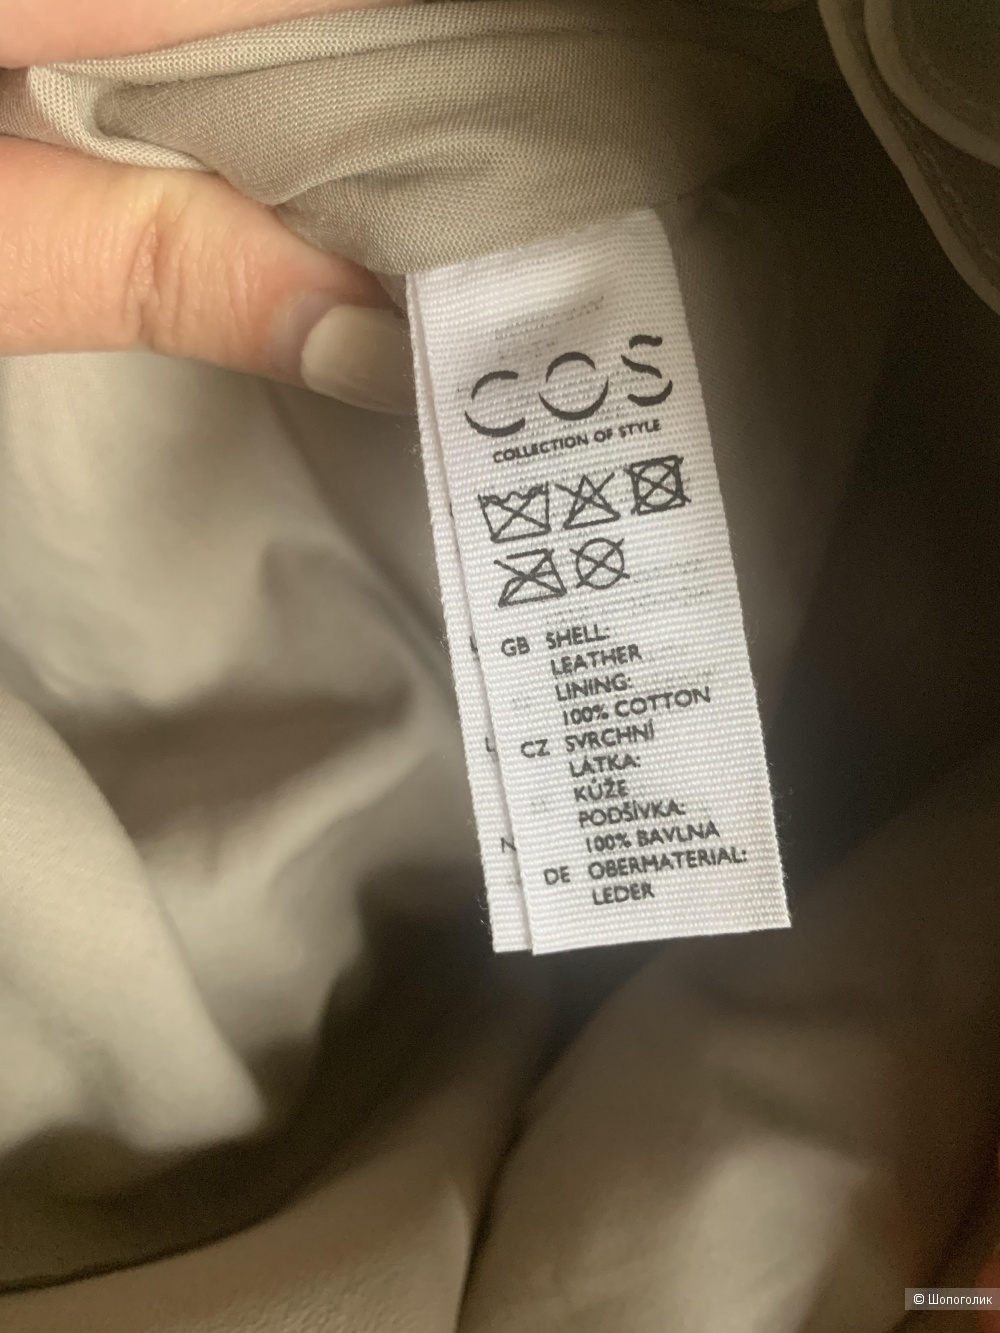 COS
COLLECTION OF STYLE
GB SHELL:
LEATHER
LINING:
100% COTTON
CZ SVRCHNÍ
LÁTKA:
KŮŽE
PODŠÍVKA:
100% BAVLNA
DE OBERMATERIAL:
LEDER
© Шопоголик